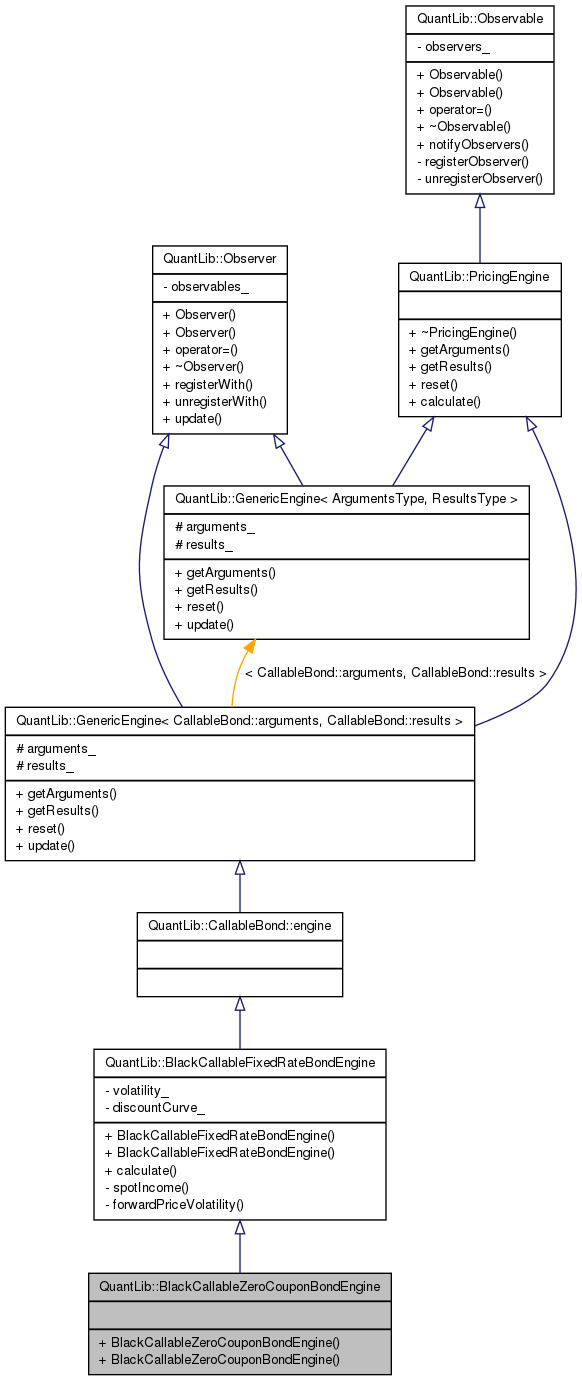 QuantLib::Observable
- observers_
+ Observable()
+ Observable()
+ operator=()
+ ~Observable()
+ notifyObservers()
- registerObserver()
- unregisterObserver()
QuantLib::Observer
- observables_
+ Observer()
+ Observer()
+ operator=()
+ ~Observer()
+ registerWith()
+ unregisterWith()
+ update()
QuantLib::PricingEngine
+ ~PricingEngine()
+ getArguments()
+ getResults()
+ reset()
+ calculate()
QuantLib::GenericEngine< ArgumentsType, ResultsType >
# arguments_
# results_
+ getArguments()
+ getResults()
+ reset()
+ update()
< CallableBond::arguments, CallableBond::results >
QuantLib::GenericEngine< CallableBond::arguments, CallableBond::results >
# arguments_
# results_
+ getArguments()
+ getResults()
+ reset()
+ update()
QuantLib::CallableBond::engine
QuantLib::BlackCallableFixedRateBondEngine
- volatility_
- discountCurve_
+ BlackCallableFixedRateBondEngine()
+ BlackCallableFixedRateBondEngine()
+ calculate()
- spotIncome()
- forwardPriceVolatility()
QuantLib::BlackCallableZeroCouponBondEngine
+ BlackCallableZeroCouponBondEngine()
+ BlackCallableZeroCouponBondEngine()